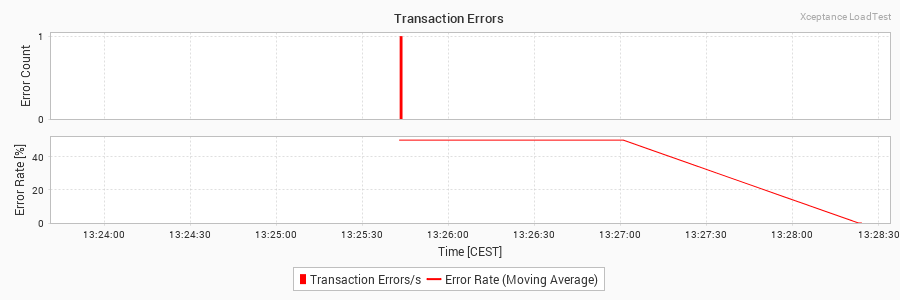 Transaction Errors
Xceptance LoadTest
Error Count
1
0
Error Rate [%]
40
20
0
13:24:00 13:24:30 13:25:00 13:25:30 13:26:00 13:26:30 13:27:00 13:27:30 13:28:00 13:28:30
Time [CEST]
Transaction Errors/s Error Rate (Moving Average)